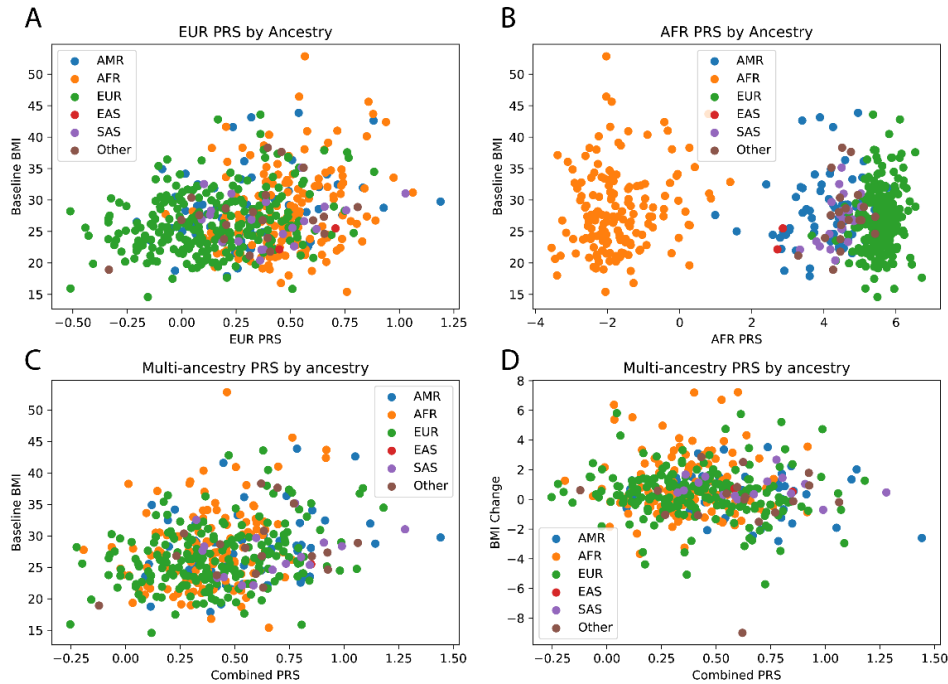 A
EUR PRS by Ancestry
AMR
AFR
EUR
EAS
SAS
Other
50
45
40
35
30
25
20
15
Baseline BMI
−0.50 −0.25 0.00 0.25 0.50 0.75 1.00 1.25
EUR PRS
B
AFR PRS by Ancestry
AMR
AFR
EUR
EAS
SAS
Other
50
45
40
35
30
25
20
15
Baseline BMI
−4 −2 0 2 4 6
AFR PRS
C
Multi-ancestry PRS by ancestry
AMR
AFR
EUR
EAS
SAS
Other
50
45
40
35
30
25
20
15
Baseline BMI
−0.25 0.00 0.25 0.50 0.75 1.00 1.25 1.50
Combined PRS
D
Multi-ancestry PRS by ancestry
8
6
4
2
0
−2
−4
−6
−8
BMI Change
AMR
AFR
EUR
EAS
SAS
Other
−0.25 0.00 0.25 0.50 0.75 1.00 1.25 1.50
Combined PRS